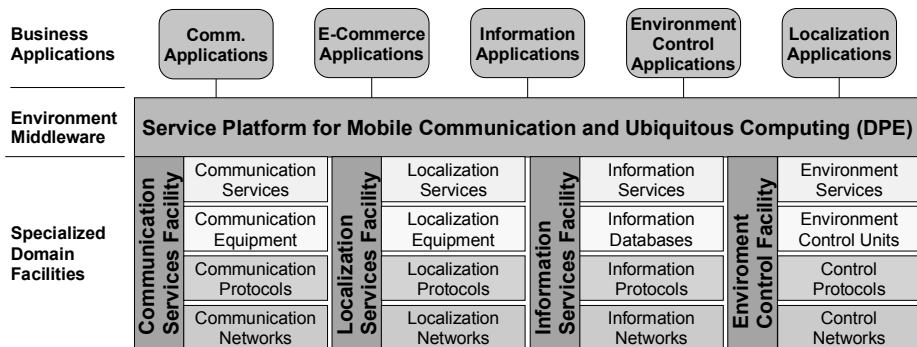 Business
Applications
Comm.
Applications
E-Commerce
Applications
Information
Applications
Environment
Control
Applications
Localization
Applications
Environment
Middleware
Service Platform for Mobile Communication and Ubiquitous Computing (DPE)
Specialized
Domain
Facilities
Communication
Services Facility
Communication
Services
Communication
Equipment
Communication
Protocols
Communication
Networks
Localization
Services Facility
Localization
Services
Localization
Equipment
Localization
Protocols
Localization
Networks
Information
Services Facility
Information
Services
Information
Databases
Information
Protocols
Information Networks
Enviroment
Control Facility
Environment
Services
Environment
Control Units
Control
Protocols
Control
Networks